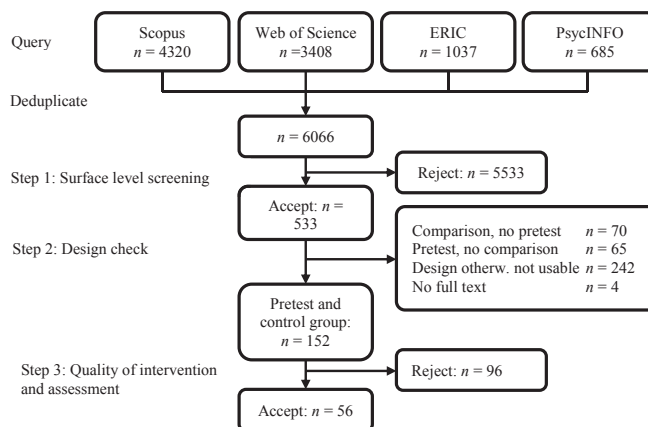 Query
Scopus
n = 4320
Web of Science
n =3408
ERIC
n = 1037
PsycINFO
n = 685
Deduplicate
n = 6066
Step 1: Surface level screening
Reject: n = 5533
Accept: n =
533
Step 2: Design check
Comparison, no pretest n = 70
Pretest, no comparison n = 65
Design otherw. not usable n = 242
No full text n = 4
Pretest and
control group:
n = 152
Step 3: Quality of intervention
and assessment
Reject: n = 96
Accept: n = 56